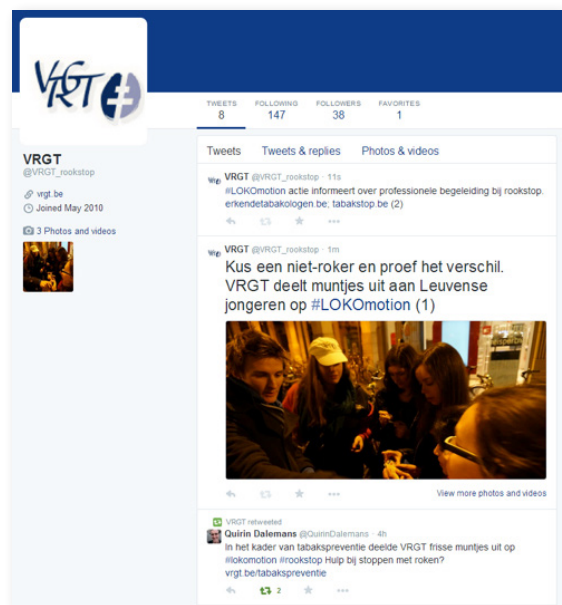 VRGT
TWEETS FOLLOWING FOLLOWERS FAVORITES
8 147 38 1
VRGT
@VRGT_rookstop
vrgt.be
Joined May 2010
3 Photos and videos
Tweets Tweets & replies Photos & videos
VRGT @VRGT_rookstop · 11s
#LOKOmotion actie informeert over professionele begeleiding bij rookstop.
erkendetabakologen.be; tabakstop.be (2)
VRGT @VRGT_rookstop · 1m
Kus een niet-roker en proef het verschil.
VRGT deelt muntjes uit aan Leuvense
jongeren op #LOKOmotion (1)
View more photos and videos
VRGT retweeted
Quirin Dalemans @QuirinDalemans · 4h
In het kader van tabakspreventie deelde VRGT frisse muntjes uit op
#lokomotion #rookstop Hulp bij stoppen met roken?
vrgt.be/tabakspreventie
2